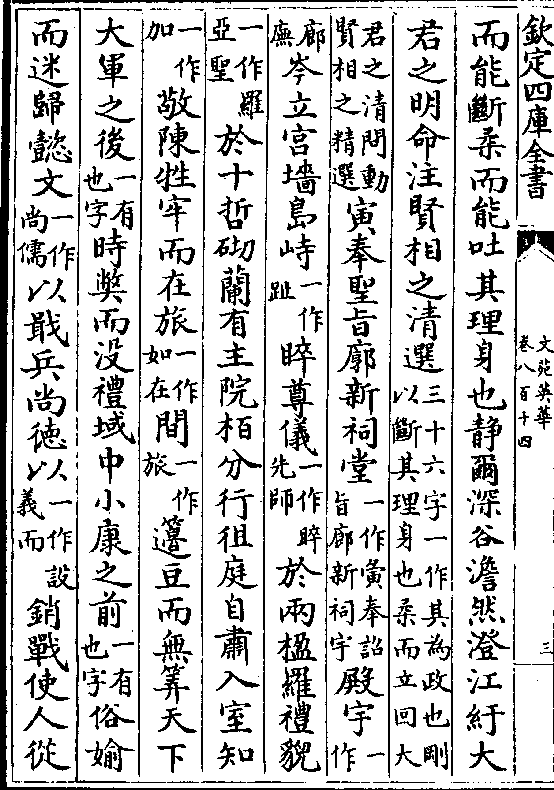 欽定四庫全書
文苑英華
卷八百十四
三
而能斷柔而能吐其理身也靜爾深谷澹然澄江紆大
君之明命注賢相之清選三十六字一作其為政也剛以斷其理身也柔而立回大
君之清問動賢相之精選寅奉聖旨廓新祠堂一作寅奉詔旨廓新祠宇殿宇一作
廊廡岑立宮墻島峙一作趾睟尊儀一作睟先師於兩楹羅禮貌
一作羅亞聖於十哲砌蘭有主院栢分行徂庭自肅入室知
一作加敬陳牲牢而在旅一作如在間一作旅籩豆而無筭天下
大軍之後一有也字時獘而沒禮域中小康之前一有也字俗媮
而迷歸懿文一作尚儒以戢兵尚徳以一作設義而銷戰使人從